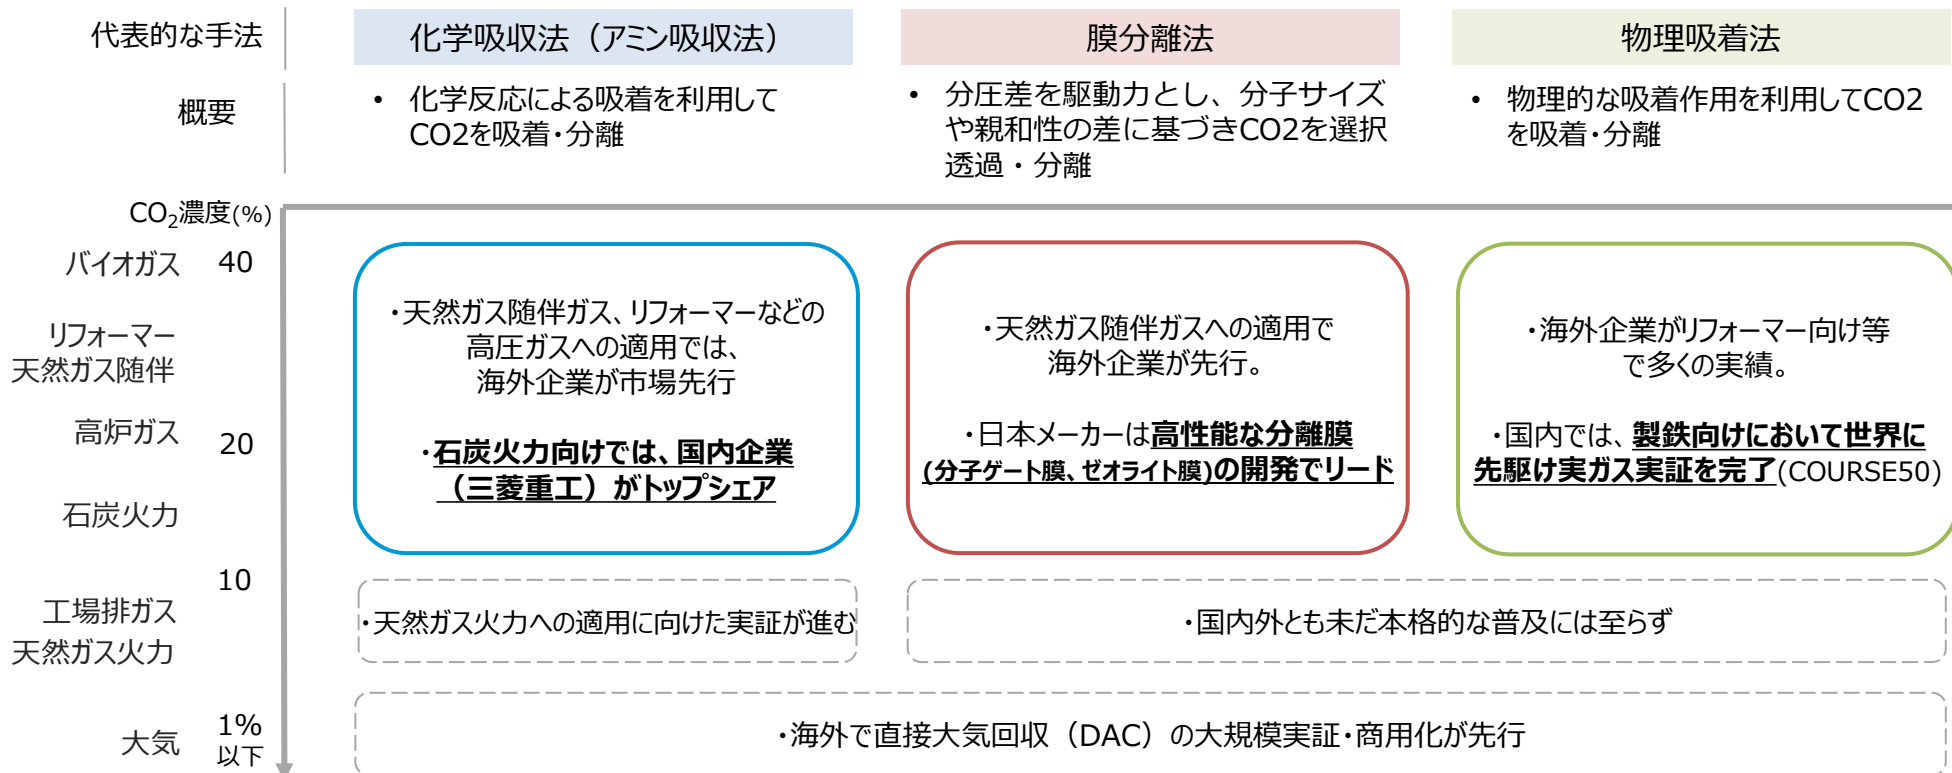 代表的な手法
化学吸収法（アミン吸収法）
膜分離法
物理吸着法
概要
• 化学反応による吸着を利用して
CO2を吸着・分離
• 分圧差を駆動力とし、分子サイズ
や親和性の差に基づきCO2を選択
透過・分離
• 物理的な吸着作用を利用してCO2
を吸着・分離
CO₂濃度(%)
バイオガス 40
リフォーマー
天然ガス随伴
高炉ガス 20
石炭火力
10
工場排ガス
天然ガス火力
大気 1%
以下
・天然ガス随伴ガス、リフォーマーなどの
高圧ガスへの適用では、
海外企業が市場先行
・石炭火力向けでは、国内企業
（三菱重工）がトップシェア
・天然ガス随伴ガスへの適用で
海外企業が先行。
・日本メーカーは高性能な分離膜
(分子ゲート膜、ゼオライト膜)の開発でリード
・海外企業がリフォーマー向け等
で多くの実績。
・国内では、製鉄向けにおいて世界に
先駆け実ガス実証を完了(COURSE50)
・天然ガス火力への適用に向けた実証が進む
・国内外とも未だ本格的な普及には至らず
・海外で直接大気回収（DAC）の大規模実証・商用化が先行